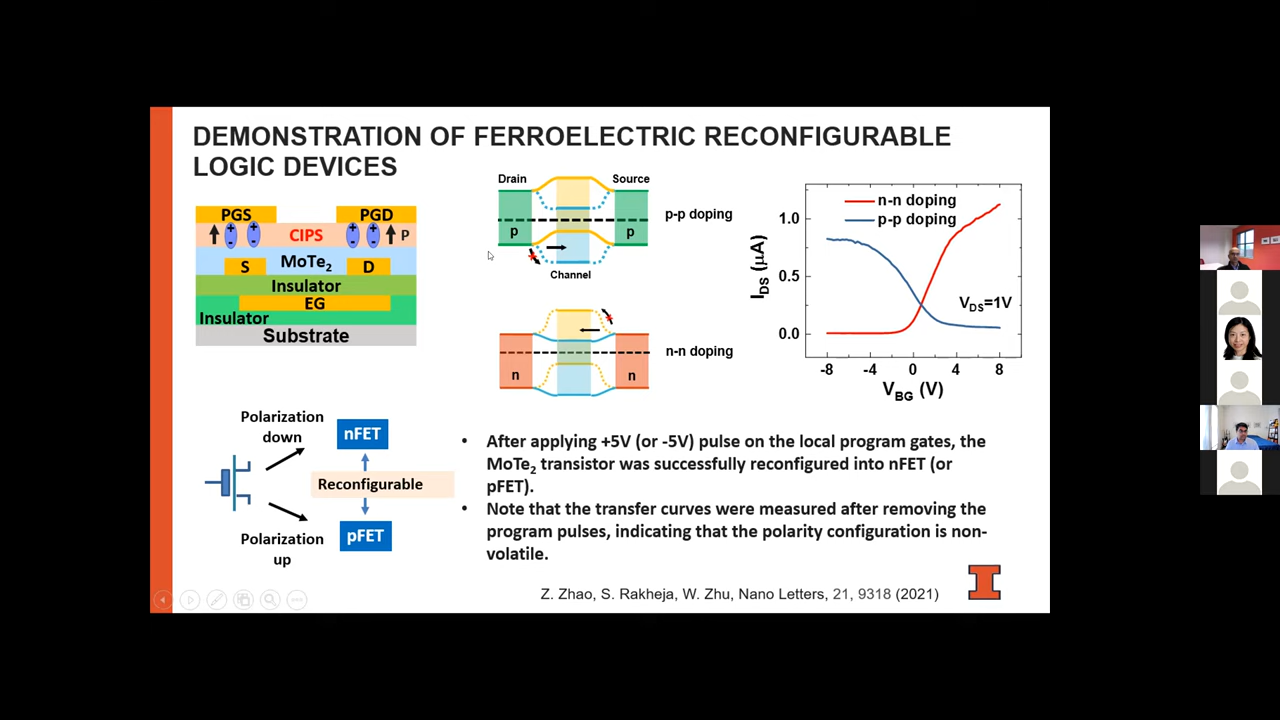 DEMONSTRATION OF FERROELECTRIC RECONFIGURABLE
LOGIC DEVICES
PGS
PGD
+ + + +
- - - -
CIPS
P
MoTe2
S
D
Insulator
EG
Insulator
Substrate
Drain
Source
p
p
p-p doping
Channel
n
n
n-n doping
n-n doping
p-p doping
1.0
0.5
0.0
IDS (μA)
VDS=1V
-8 -4 0 4 8
VBG (V)
Polarization
down
nFET
Reconfigurable
pFET
Polarization
up
• After applying +5V (or -5V) pulse on the local program gates, the
MoTe2 transistor was successfully reconfigured into nFET (or
pFET).
• Note that the transfer curves were measured after removing the
program pulses, indicating that the polarity configuration is non-
volatile.
Z. Zhao, S. Rakheja, W. Zhu, Nano Letters, 21, 9318 (2021)